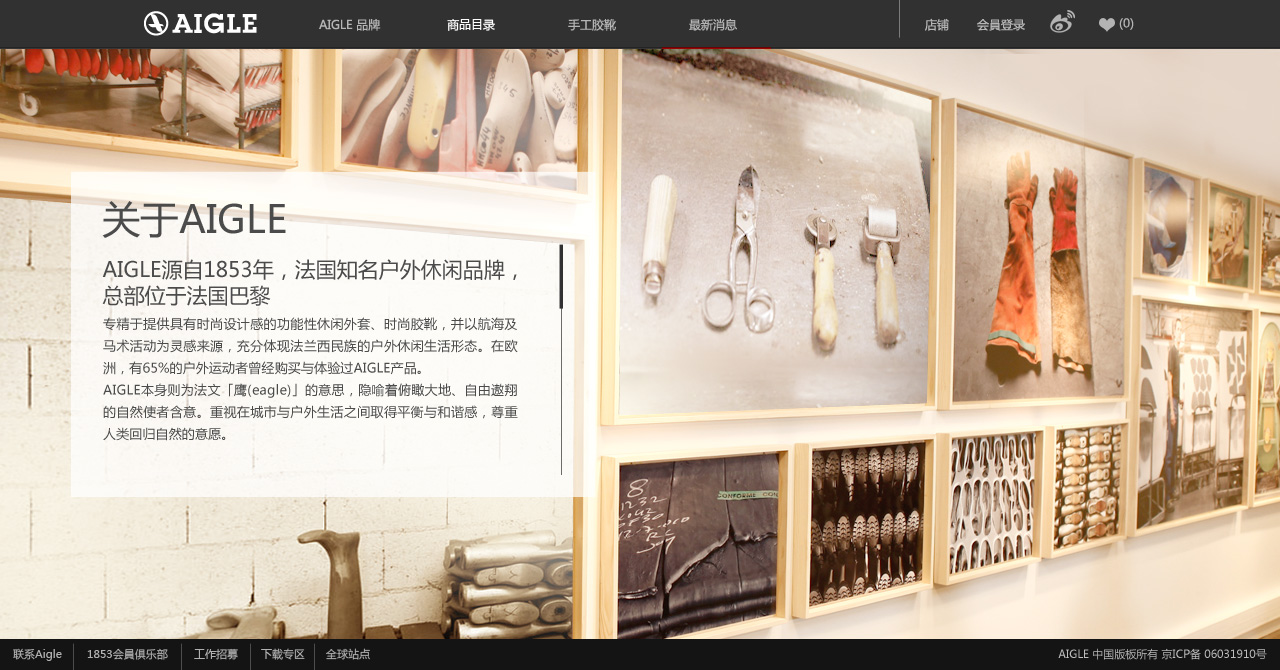 AIGLE
AIGLE 品牌
商品目录
手工胶靴
最新消息
店铺
会員登录
(0)
关于AIGLE
AIGLE源自1853年，法国知名户外休闲品牌，
总部位于法国巴黎
专精于提供具有时尚设计感的功能性休闲外套、时尚胶靴，并以航海及
马术活动为灵感来源，充分体现法兰西民族的户外休闲生活形态。在欧
洲，有65%的户外运动者曾经购买与体验过AIGLE产品。
AIGLE本身则为法文「鹰(eagle)」的意思，隐喻着俯瞰大地、自由遨翔
的自然使者含意。重视在城市与户外生活之间取得平衡与和谐感，尊重
人类回归自然的意愿。
8
1232
联系Aigle
1853会員俱乐部
工作招募
下载专区
全球站点
AIGLE 中国版权所有 京ICP备 06031910号